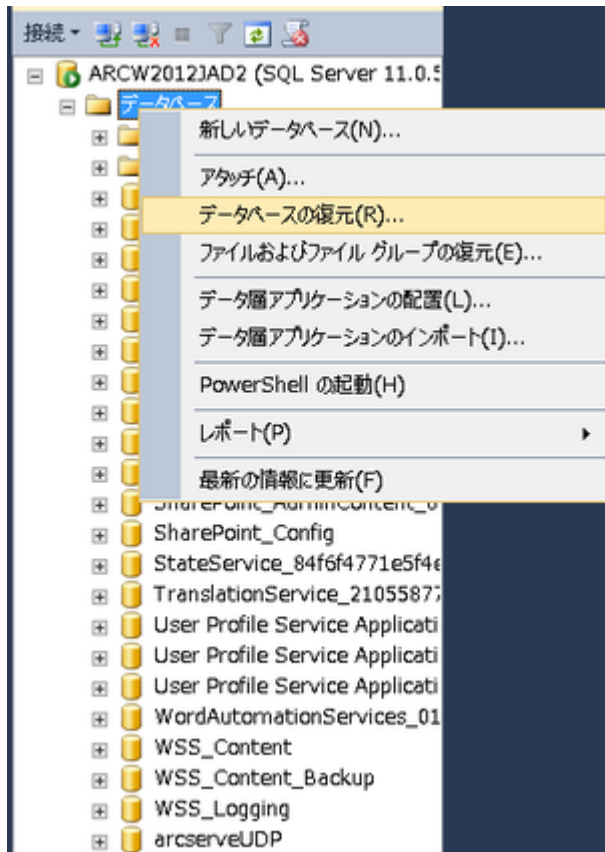 接続
ARCW2012JAD2 (SQL Server 11.0.5
データベース
新しいデータベース(N)...
アタッチ(A)...
データベースの復元(R)...
ファイルおよびファイル グループの復元(E)...
データ層アプリケーションの配置(L)...
データ層アプリケーションのインポート(I)...
PowerShell の起動(H)
レポート(P)
最新の情報に更新(F)
SharePoint_AdminContent_0
SharePoint_Config
StateService_84f6f4771e5f4e
TranslationService_21055877
User Profile Service Applicati
User Profile Service Applicati
User Profile Service Applicati
WordAutomationServices_01
WSS_Content
WSS_Content_Backup
WSS_Logging
arcserveUDP